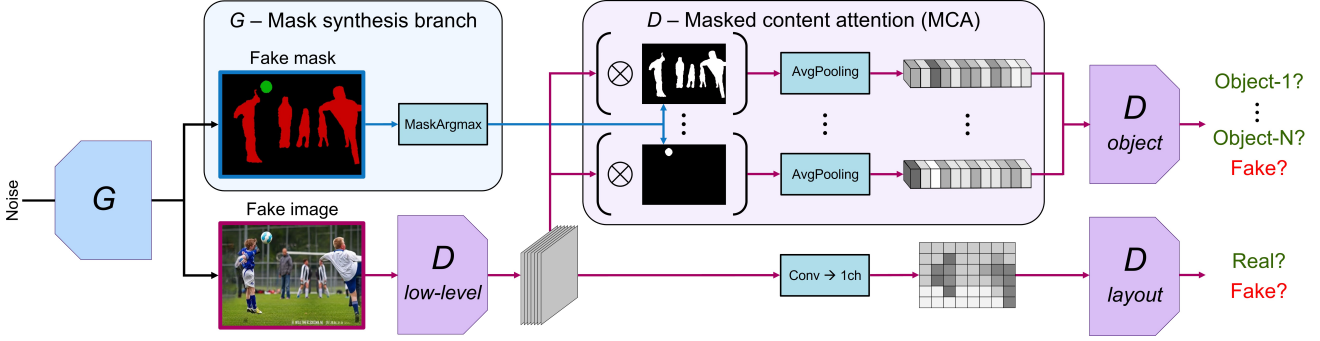 G – Mask synthesis branch
D – Masked content attention (MCA)
Fake mask
MaskArgmax
AvgPooling
AvgPooling
D
object
Object-1?
Object-N?
Fake?
Noise
G
Fake image
D
low-level
Conv → 1ch
D
layout
Real?
Fake?